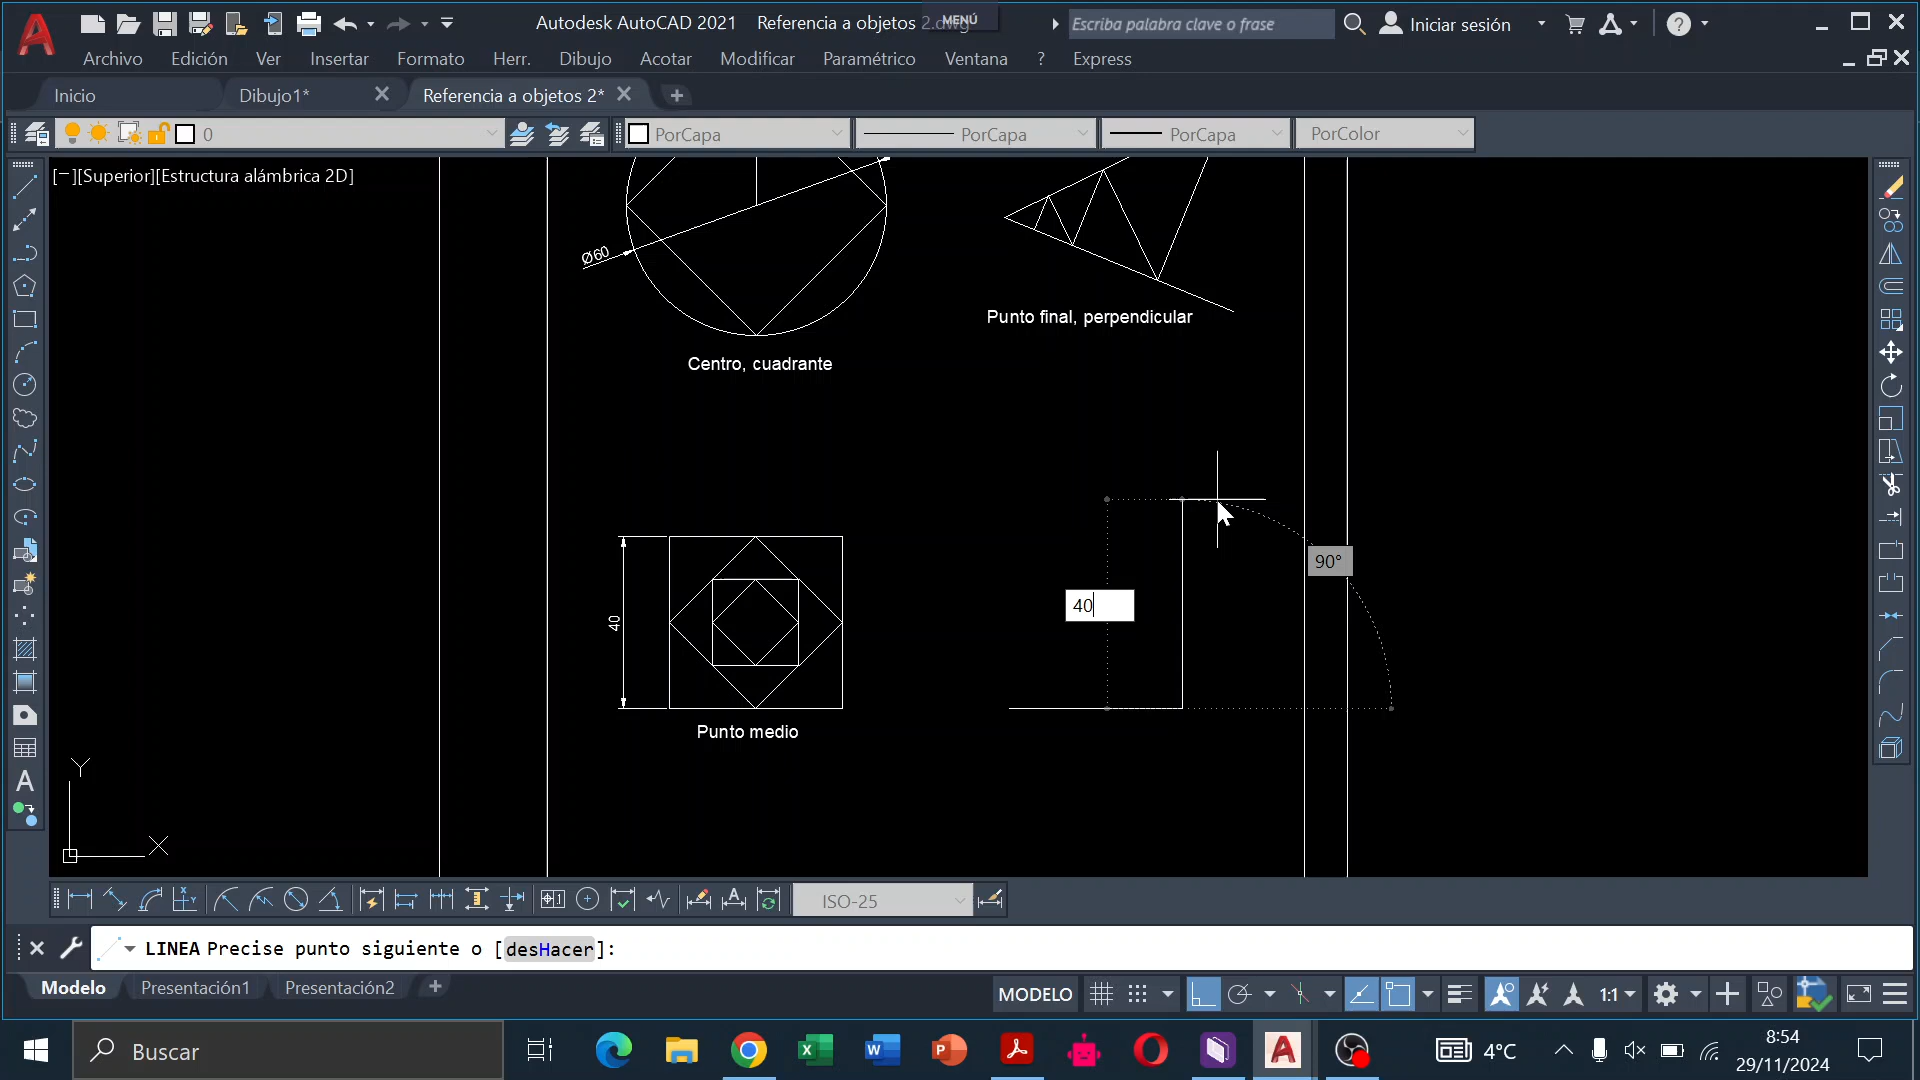 Autodesk AutoCAD 2021 Referencia a objetos 2.dwg
MENÚ
Escriba palabra clave o frase
Iniciar sesión
?
Archivo Edición Ver Insertar Formato Herr. Dibujo Acotar Modificar Paramétrico Ventana ? Express
Inicio Dibujo1* Referencia a objetos 2*
0 PorCapa PorCapa PorCapa PorColor
[−][Superior][Estructura alámbrica 2D]
Ø60
Punto final, perpendicular
Centro, cuadrante
90°
40
40
Punto medio
Y
X
A
ISO-25
LINEA Precise punto siguiente o [desHacer]:
Modelo Presentación1 Presentación2
MODELO 1:1
Buscar
4°C
8:54
29/11/2024